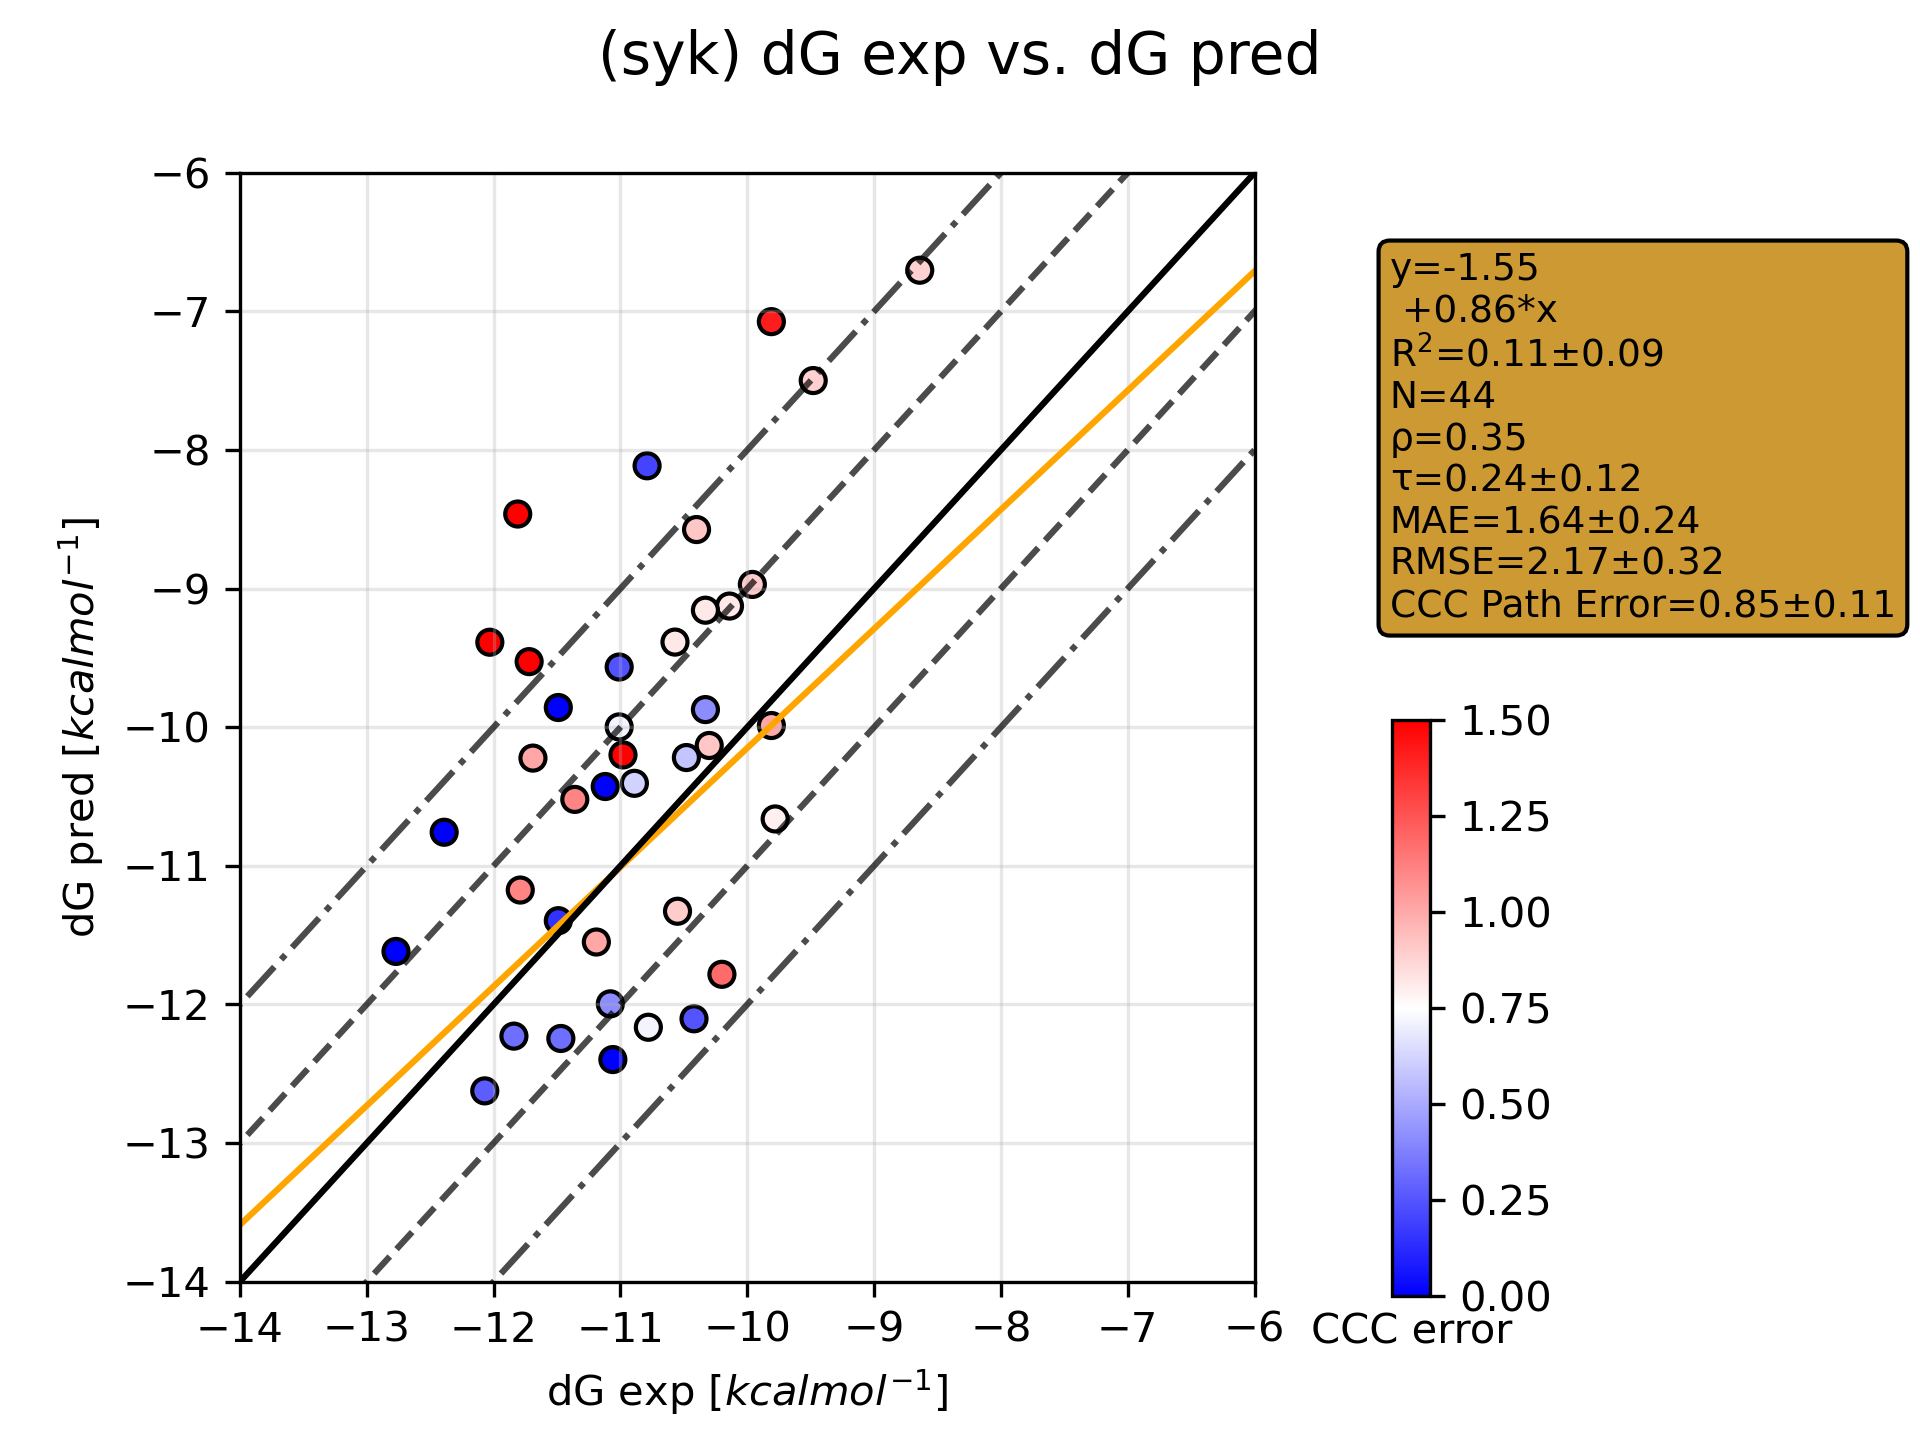 (syk) dG exp vs. dG pred
−6
−7
−8
−9
−10
−11
−12
−13
−14
dG pred [kcalmol⁻¹]
−14 −13 −12 −11 −10 −9 −8 −7 −6
dG exp [kcalmol⁻¹]
y=-1.55
+0.86*x
R²=0.11±0.09
N=44
ρ=0.35
τ=0.24±0.12
MAE=1.64±0.24
RMSE=2.17±0.32
CCC Path Error=0.85±0.11
1.50
1.25
1.00
0.75
0.50
0.25
0.00
CCC error